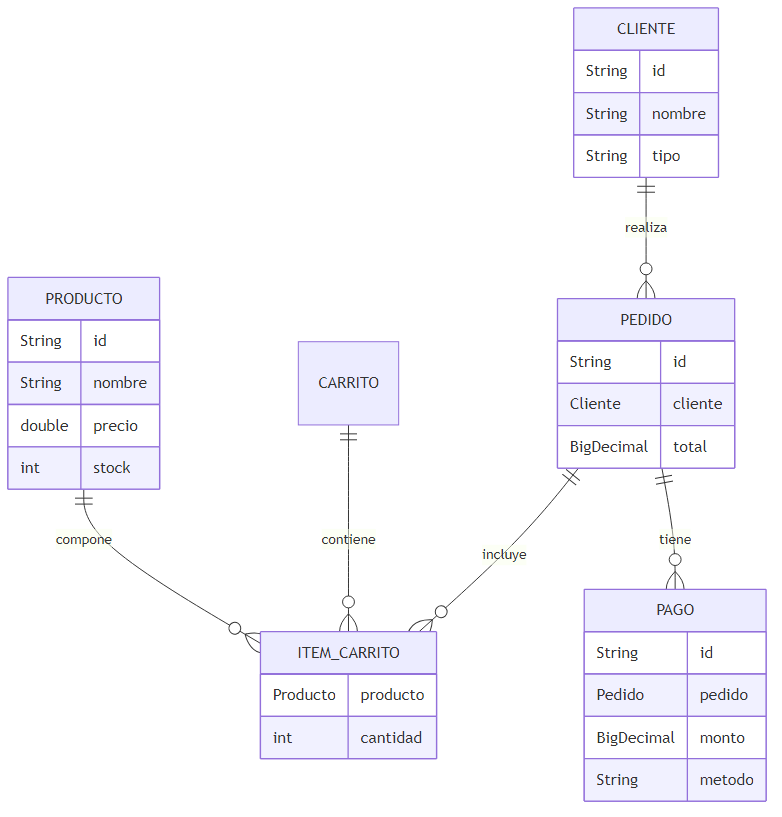 CLIENTE
String id
String nombre
String tipo
realiza
PRODUCTO
String id
String nombre
double precio
int stock
CARRITO
PEDIDO
String id
Cliente cliente
BigDecimal total
compone
contiene
incluye
tiene
ITEM_CARRITO
Producto producto
int cantidad
PAGO
String id
Pedido pedido
BigDecimal monto
String metodo